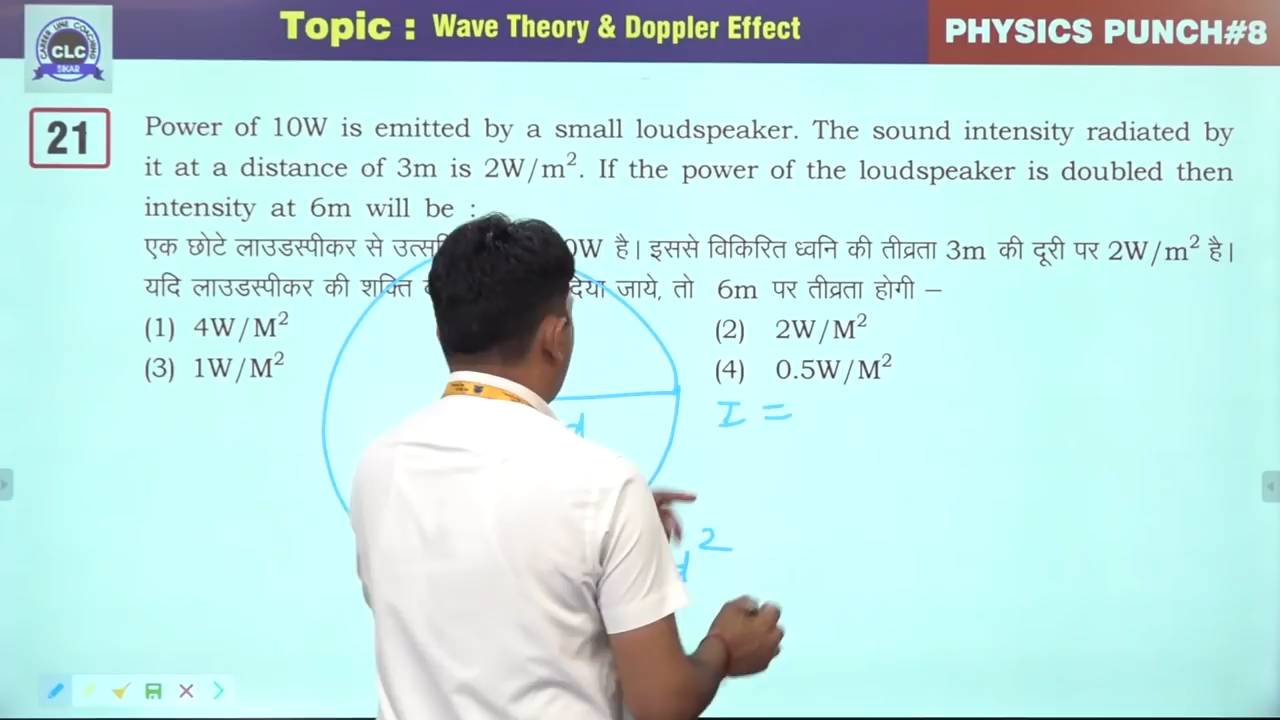 Topic : Wave Theory & Doppler Effect
PHYSICS PUNCH#8
CAREER LINE COACHING
CLC
SIKAR
21
Power of 10W is emitted by a small loudspeaker. The sound intensity radiated by
it at a distance of 3m is 2W/m². If the power of the loudspeaker is doubled then
intensity at 6m will be :
एक छोटे लाउडस्पीकर से है। इससे विकिरित ध्वनि की तीव्रता 3m की दूरी पर 2W/m² है।
यदि लाउडस्पीकर की शक्ति दिया जाये, तो 6m पर तीव्रता होगी –
(1) 4W/M² (2) 2W/M²
(3) 1W/M² (4) 0.5W/M²
I =
d
d²